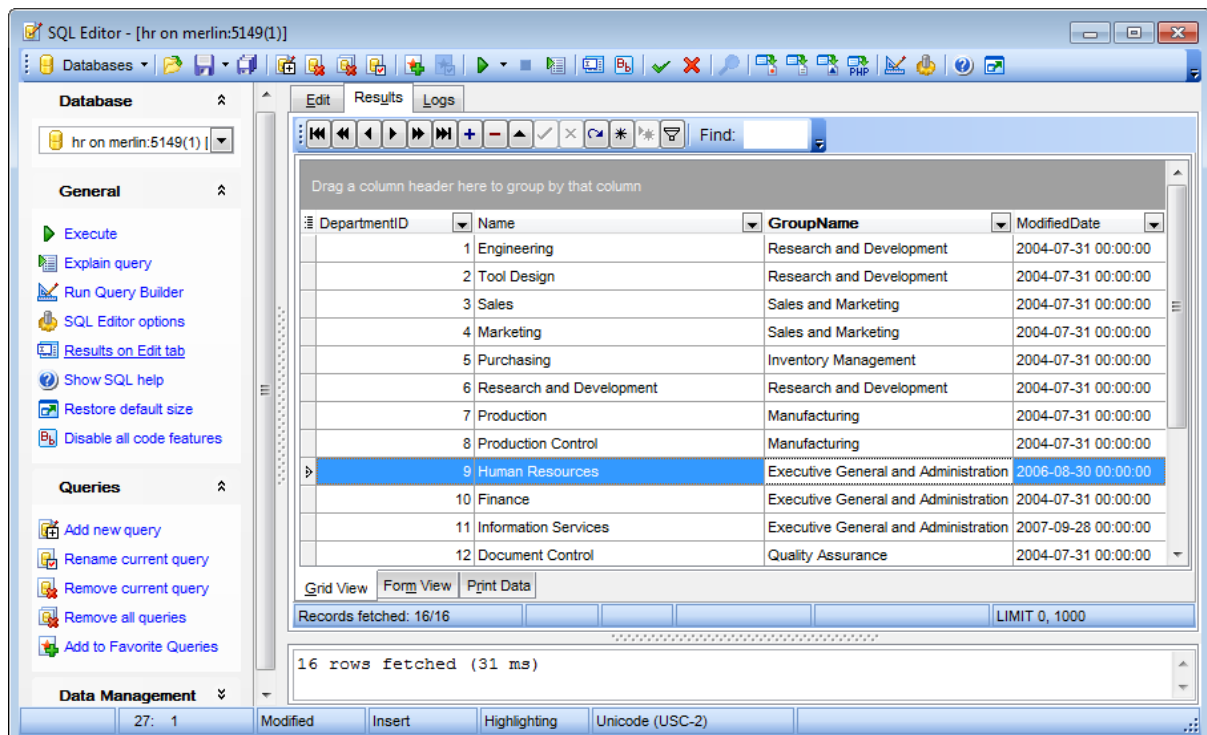 SQL Editor - [hr on merlin:5149(1)]
Databases
Database
hr on merlin:5149(1) [
General
Execute
Explain query
Run Query Builder
SQL Editor options
Results on Edit tab
Show SQL help
Restore default size
Disable all code features
Queries
Add new query
Rename current query
Remove current query
Remove all queries
Add to Favorite Queries
Data Management
Edit Results Logs
Find:
Drag a column header here to group by that column
DepartmentID Name GroupName ModifiedDate
1 Engineering Research and Development 2004-07-31 00:00:00
2 Tool Design Research and Development 2004-07-31 00:00:00
3 Sales Sales and Marketing 2004-07-31 00:00:00
4 Marketing Sales and Marketing 2004-07-31 00:00:00
5 Purchasing Inventory Management 2004-07-31 00:00:00
6 Research and Development Research and Development 2004-07-31 00:00:00
7 Production Manufacturing 2004-07-31 00:00:00
8 Production Control Manufacturing 2004-07-31 00:00:00
9 Human Resources Executive General and Administration 2006-08-30 00:00:00
10 Finance Executive General and Administration 2004-07-31 00:00:00
11 Information Services Executive General and Administration 2007-09-28 00:00:00
12 Document Control Quality Assurance 2004-07-31 00:00:00
Grid View Form View Print Data
Records fetched: 16/16 LIMIT 0, 1000
16 rows fetched (31 ms)
27: 1 Modified Insert Highlighting Unicode (USC-2)